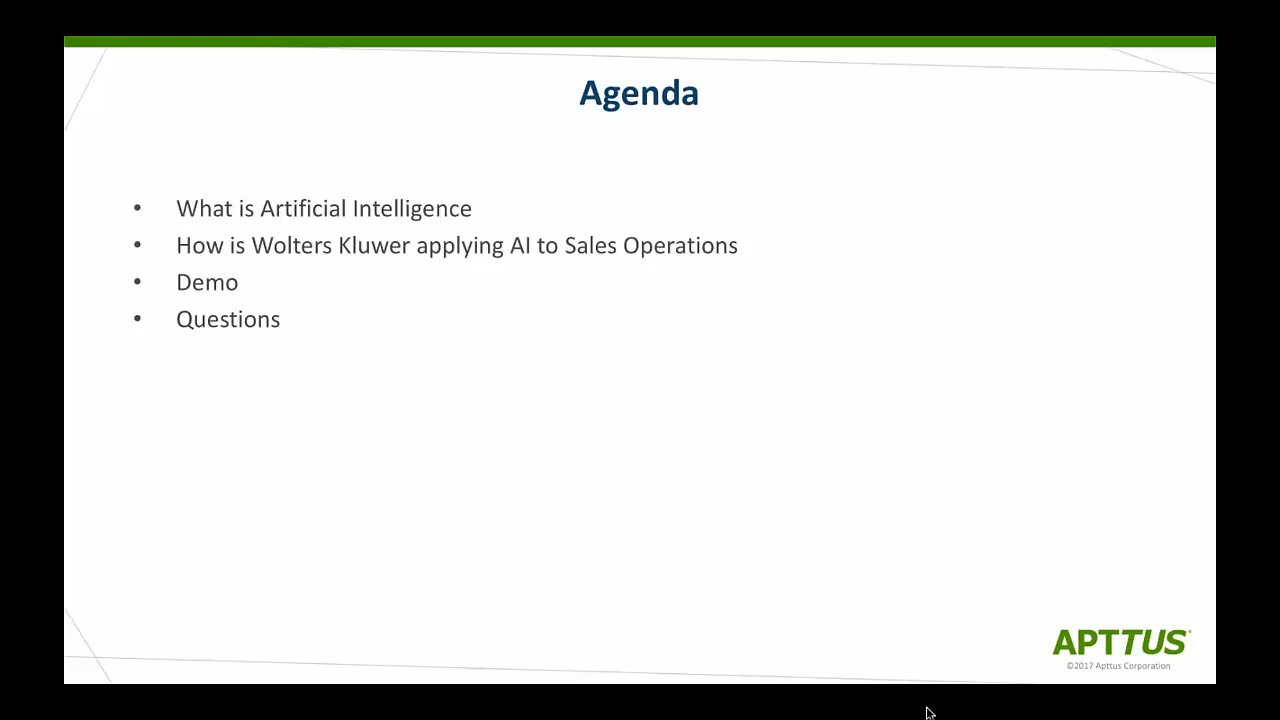 Agenda
• What is Artificial Intelligence
• How is Wolters Kluwer applying AI to Sales Operations
• Demo
• Questions
APTTUS
©2017 Apttus Corporation